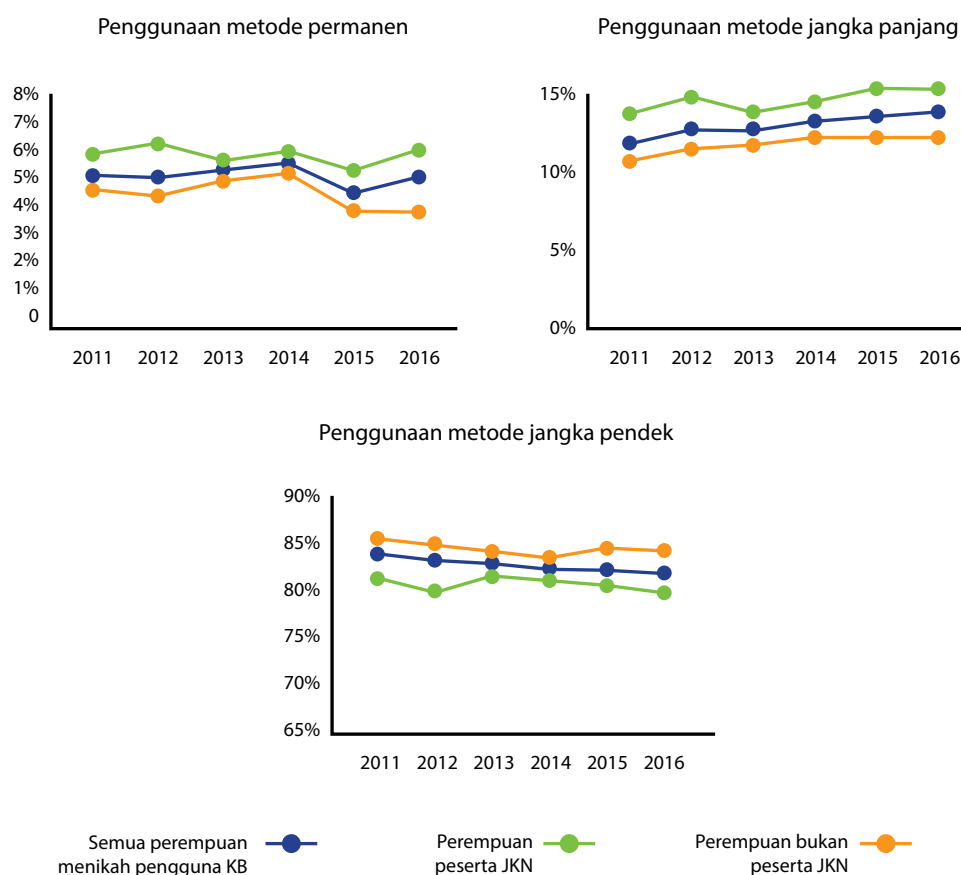 Penggunaan metode permanen
8%
7%
6%
5%
4%
3%
2%
1%
0
2011 2012 2013 2014 2015 2016
Penggunaan metode jangka panjang
15%
10%
5%
0%
2011 2012 2013 2014 2015 2016
Penggunaan metode jangka pendek
90%
85%
80%
75%
70%
65%
2011 2012 2013 2014 2015 2016
Semua perempuan
menikah pengguna KB
Perempuan
peserta JKN
Perempuan bukan
peserta JKN